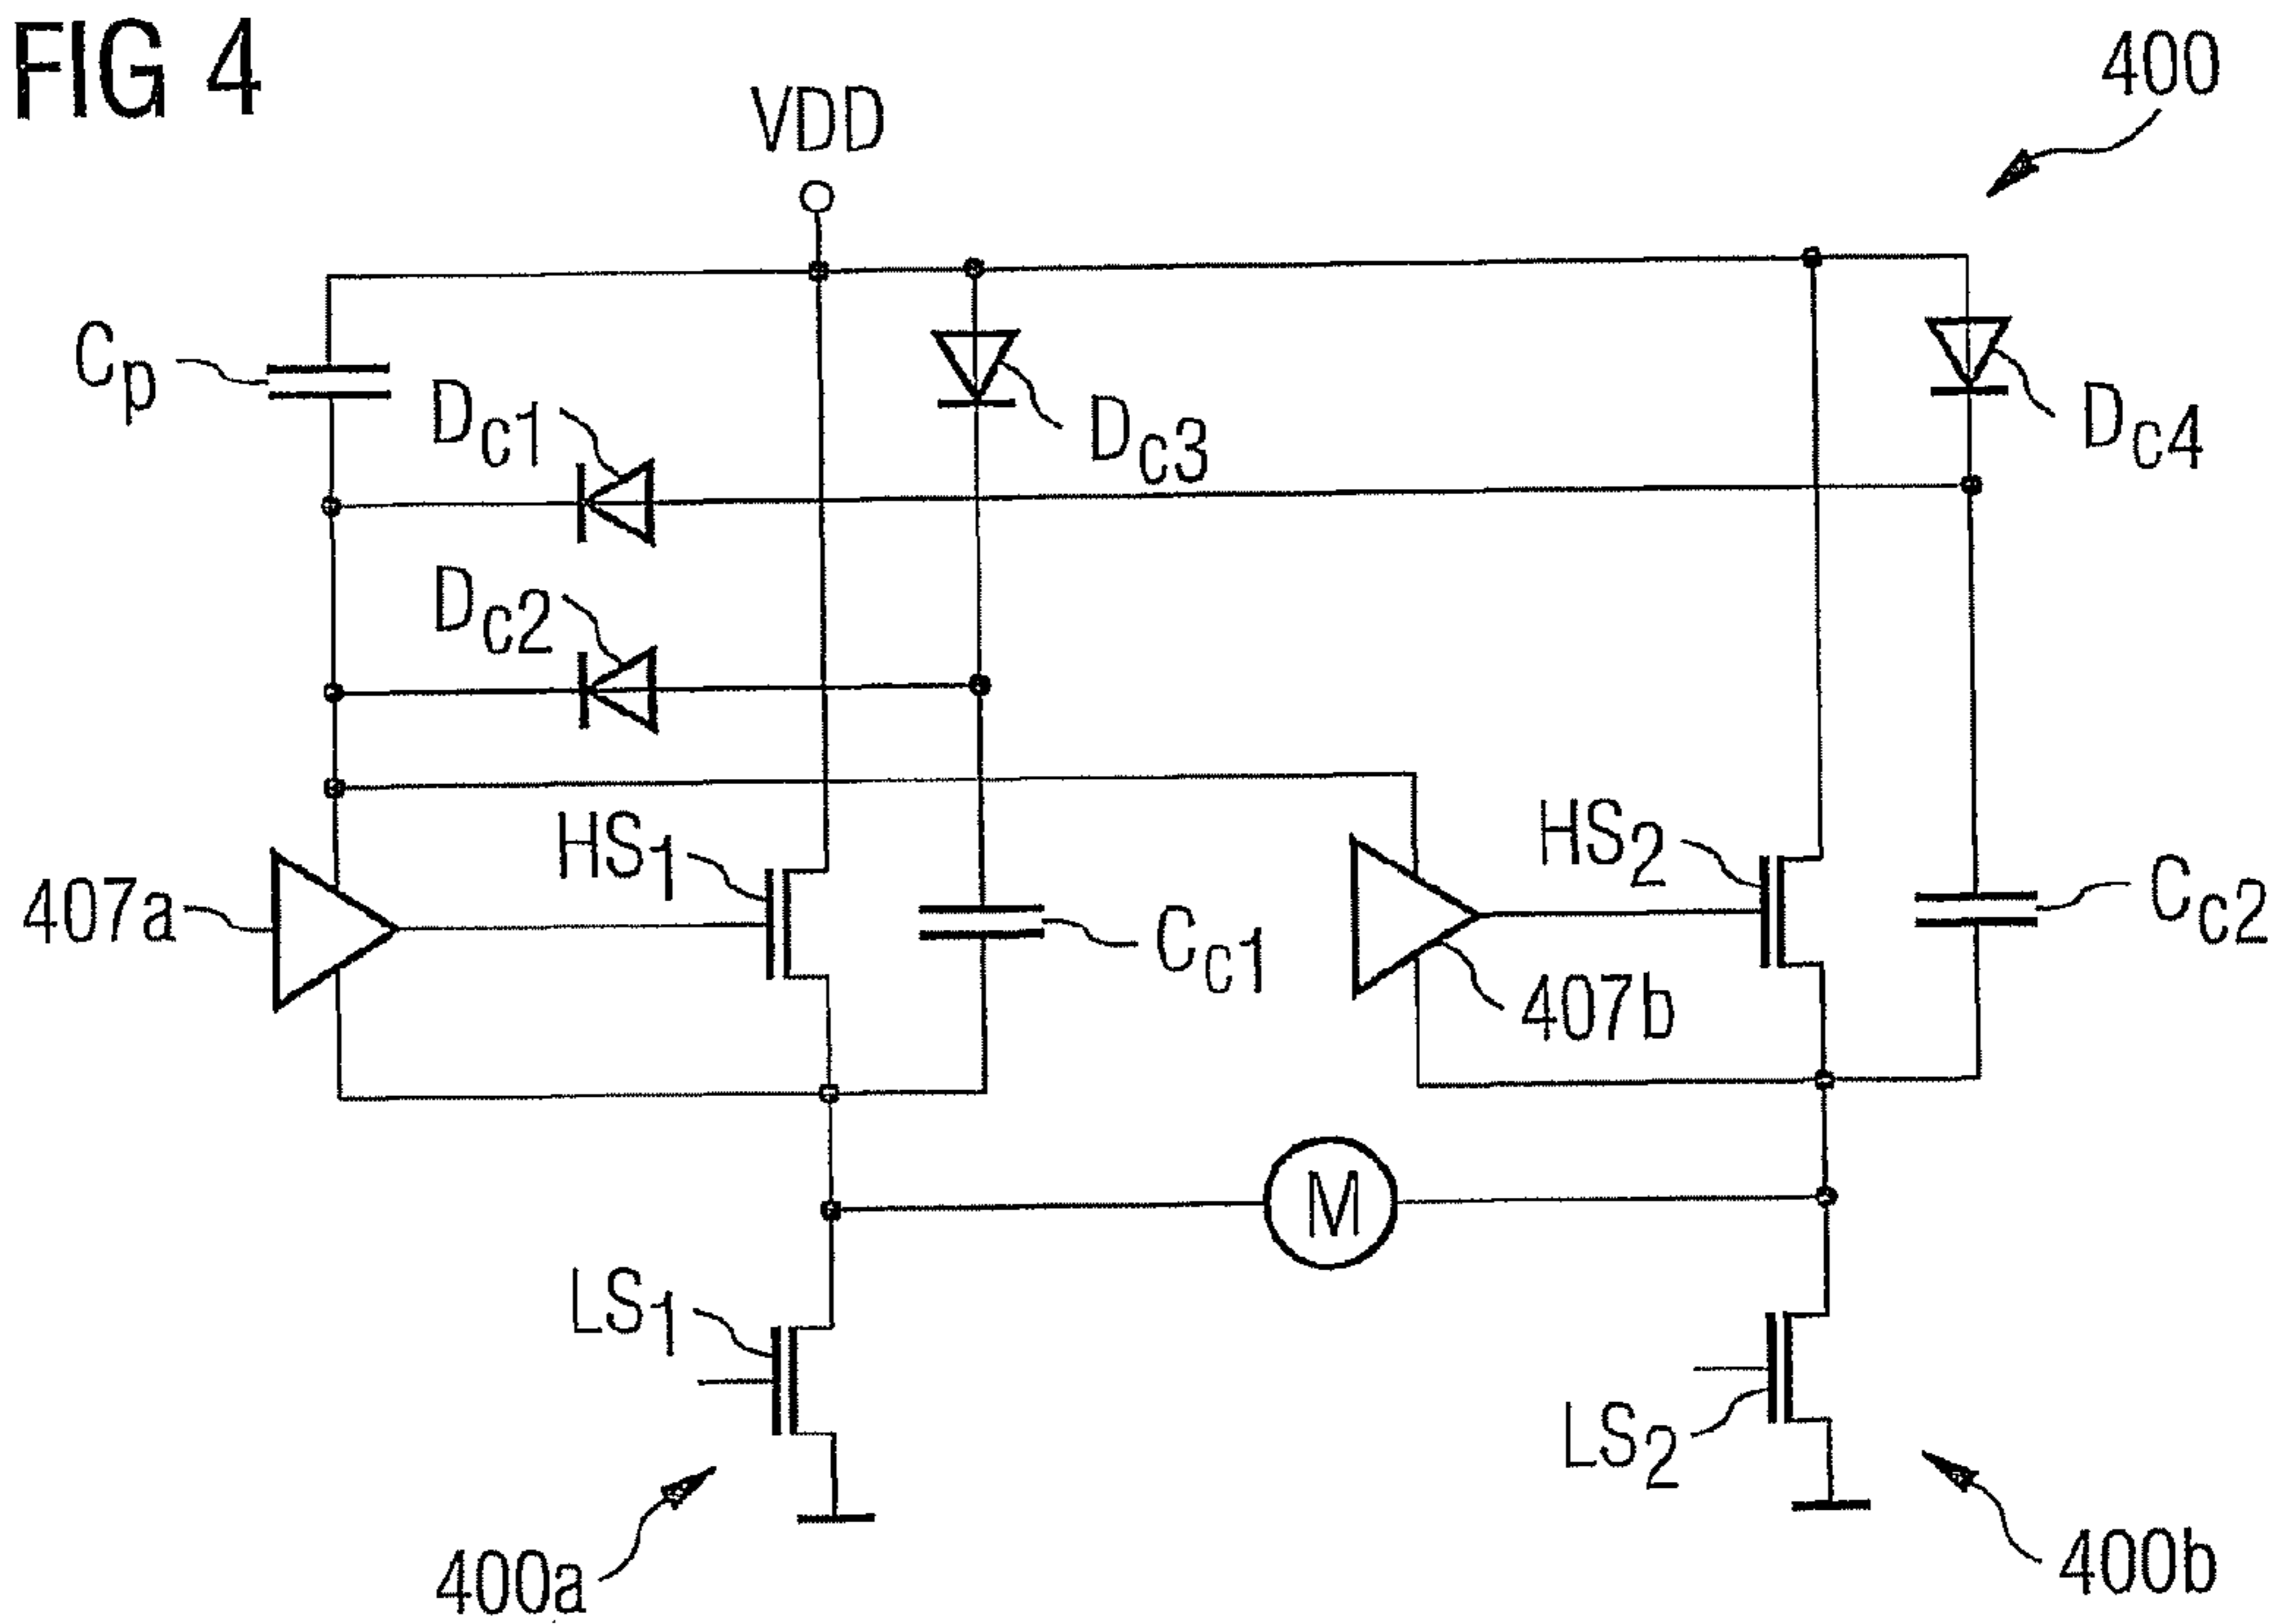 FIG 4
400
VDD
Cp
Dc1
Dc3
Dc4
Dc2
HS1
HS2
407a
Cc1
Cc2
407b
M
LS1
LS2
400a
400b